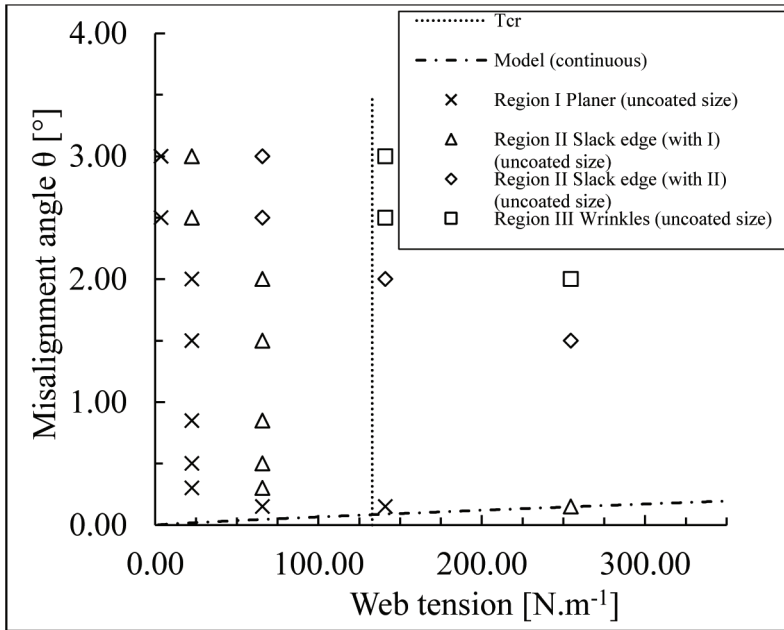 Tcr
Model (continuous)
Region I Planer (uncoated size)
Region II Slack edge (with I)
(uncoated size)
Region II Slack edge (with II)
(uncoated size)
Region III Wrinkles (uncoated size)
Misalignment angle θ [°]
4.00
3.00
2.00
1.00
0.00
0.00 100.00 200.00 300.00
Web tension [N.m-1]